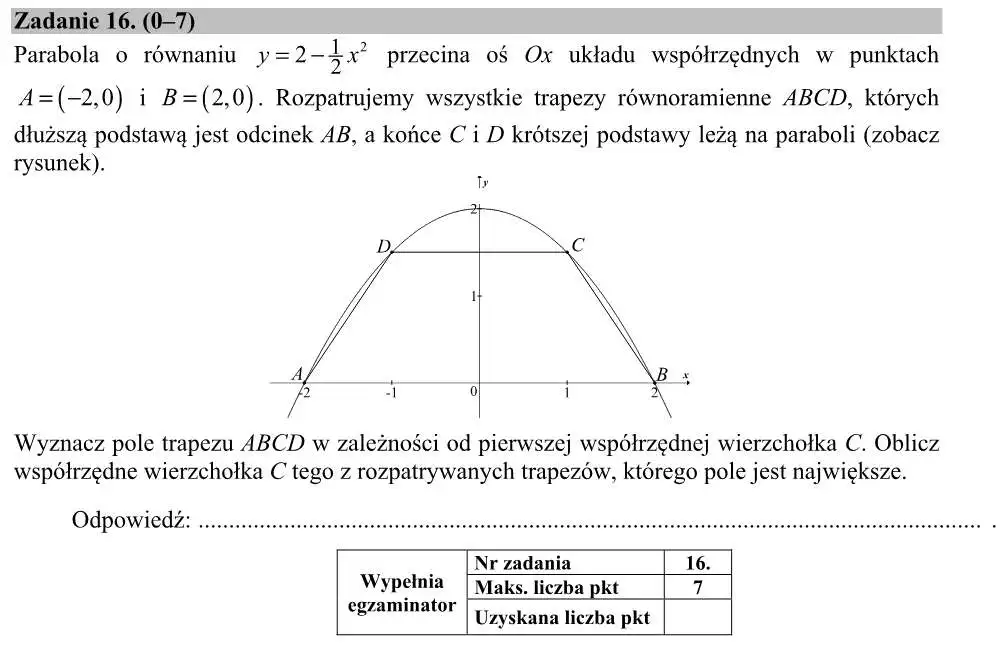 Zadanie 16. (0–7)
Parabola o równaniu y = 2 − 1/2 x² przecina oś Ox układu współrzędnych w punktach
A = (−2, 0) i B = (2, 0). Rozpatrujemy wszystkie trapezy równoramienne ABCD, których
dłuższą podstawą jest odcinek AB, a końce C i D krótszej podstawy leżą na paraboli (zobacz
rysunek).
y
2
D
C
1
A
B
x
-2
-1
0
1
2
Wyznacz pole trapezu ABCD w zależności od pierwszej współrzędnej wierzchołka C. Oblicz
współrzędne wierzchołka C tego z rozpatrywanych trapezów, którego pole jest największe.
Odpowiedź: ................................................................................................................................ .
Wypełnia
egzaminator
Nr zadania
16.
Maks. liczba pkt
7
Uzyskana liczba pkt